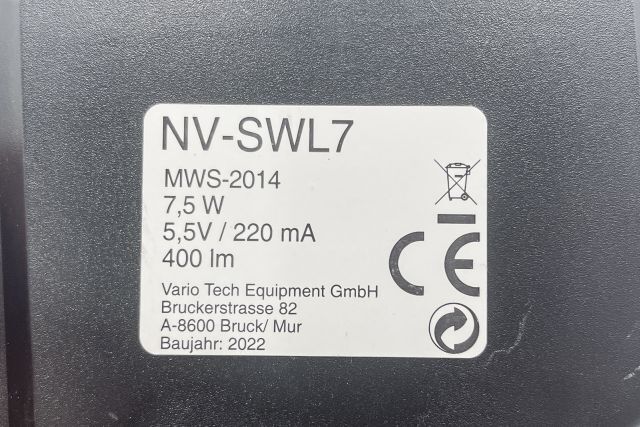 NV-SWL7
MWS-2014
7,5 W
5,5V / 220 mA
400 lm
CE
Vario Tech Equipment GmbH
Bruckerstrasse 82
A-8600 Bruck/ Mur
Baujahr: 2022